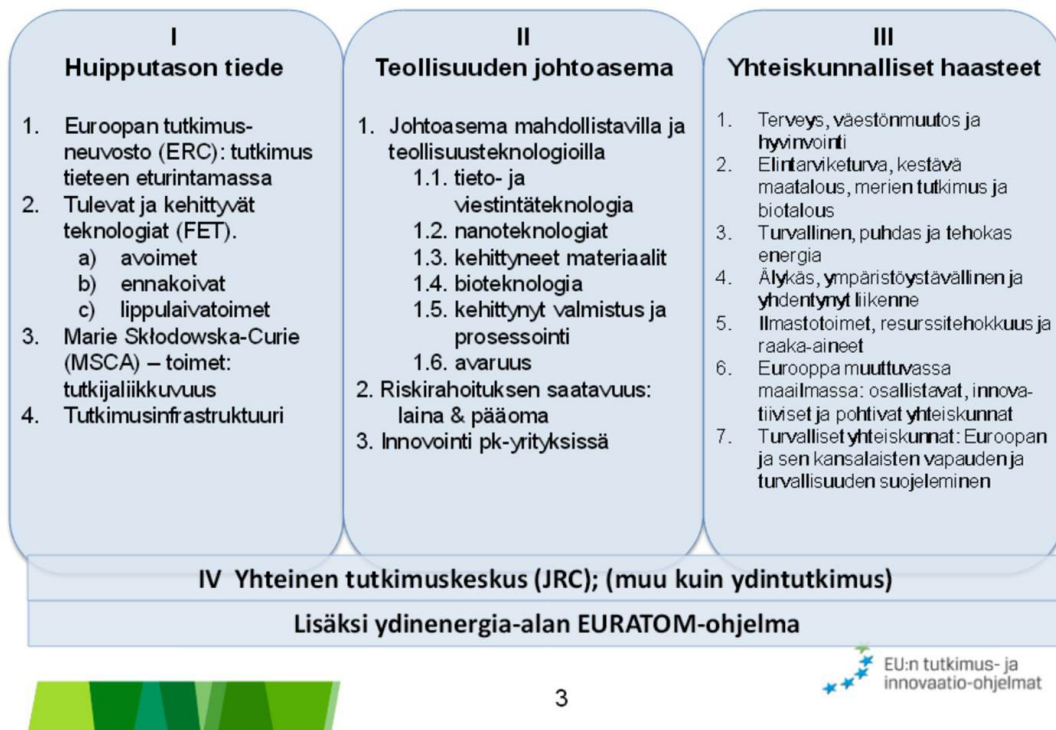 I
Huipputason tiede
1. Euroopan tutkimus-
neuvosto (ERC): tutkimus
tieteen eturintamassa
2. Tulevat ja kehittyvät
teknologiat (FET).
a) avoimet
b) ennakoivat
c) lippulaivatoimet
3. Marie Skłodowska-Curie
(MSCA) – toimet:
tutkijaliikkuvuus
4. Tutkimusinfrastruktuuri
II
Teollisuuden johtoasema
1. Johtoasema mahdollistavilla ja
teollisuusteknologioilla
1.1. tieto- ja
viestintäteknologia
1.2. nanoteknologiat
1.3. kehittyneet materiaalit
1.4. bioteknologia
1.5. kehittynyt valmistus ja
prosessointi
1.6. avaruus
2. Riskirahoituksen saatavuus:
laina & pääoma
3. Innovointi pk-yrityksissä
III
Yhteiskunnalliset haasteet
1. Terveys, väestönmuutos ja
hyvinvointi
2. Elintarviketurva, kestävä
maatalous, merien tutkimus ja
biotalous
3. Turvallinen, puhdas ja tehokas
energia
4. Älykäs, ympäristöystävällinen ja
yhdentynyt liikenne
5. Ilmastotoimet, resurssitehokkuus ja
raaka-aineet
6. Eurooppa muuttuvassa
maailmassa: osallistavat, innova-
tiiviset ja pohtivat yhteiskunnat
7. Turvalliset yhteiskunnat: Euroopan
ja sen kansalaisten vapauden ja
turvallisuuden suojeleminen
IV Yhteinen tutkimuskeskus (JRC); (muu kuin ydintutkimus)
Lisäksi ydinenergia-alan EURATOM-ohjelma
3
EU:n tutkimus- ja
innovaatio-ohjelmat